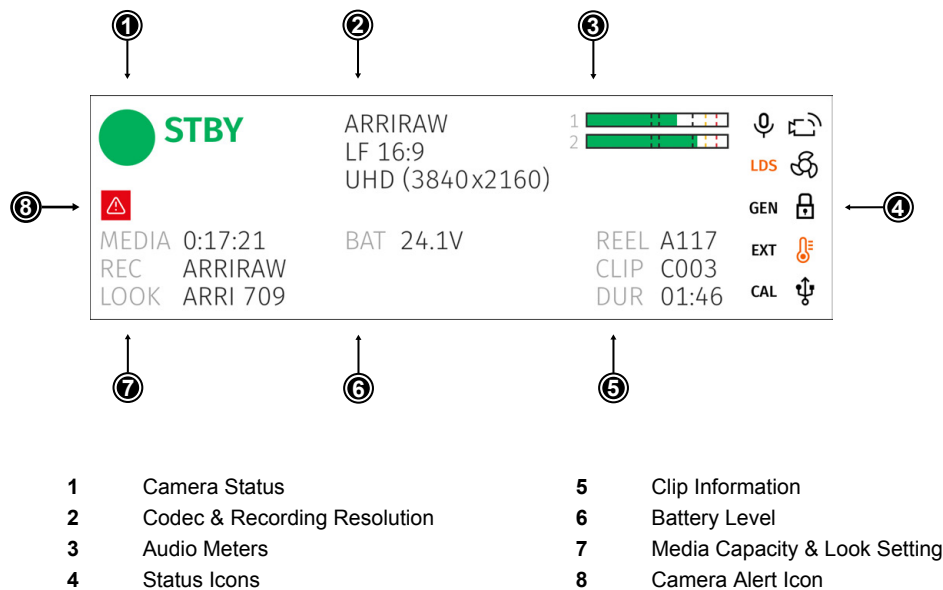 1 2 3
STBY
ARRIRAW
LF 16:9
UHD (3840x2160)
1
2
LDS
GEN
EXT
CAL
8
4
MEDIA 0:17:21
REC ARRIRAW
LOOK ARRI 709
BAT 24.1V
REEL A117
CLIP C003
DUR 01:46
7 6 5
1 Camera Status
2 Codec & Recording Resolution
3 Audio Meters
4 Status Icons
5 Clip Information
6 Battery Level
7 Media Capacity & Look Setting
8 Camera Alert Icon